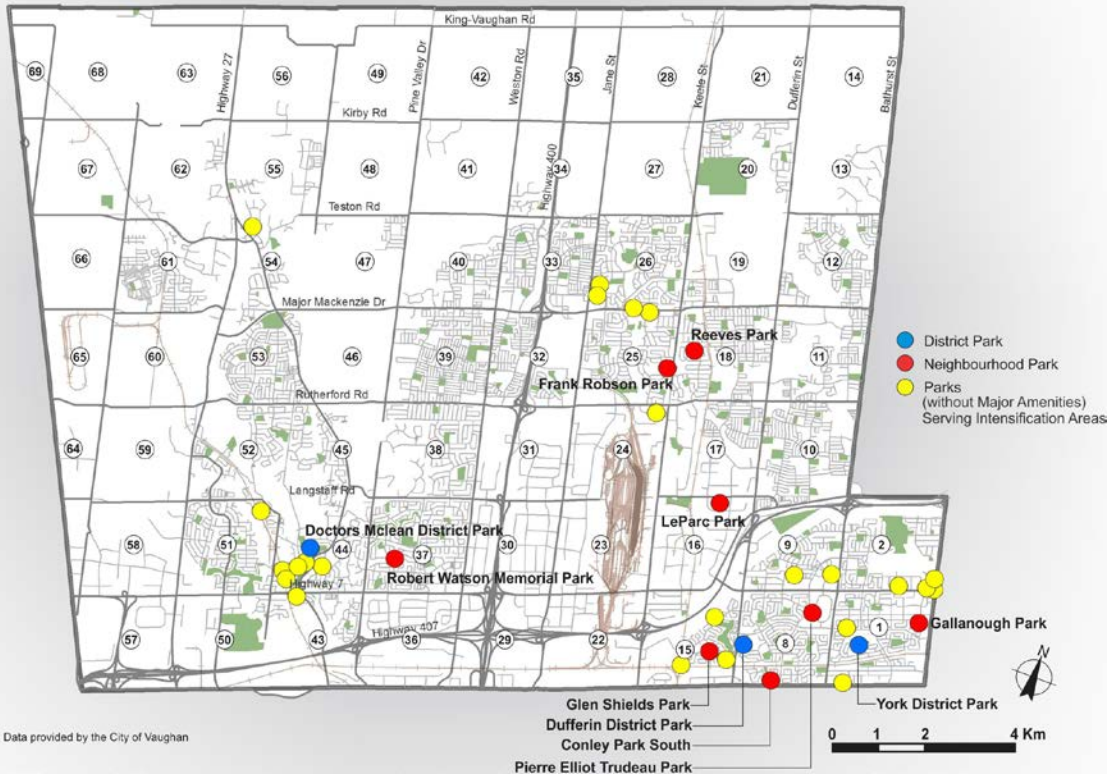 King-Vaughan Rd
69
68
63
56
49
42
35
28
21
14
Highway 27
Pine Valley Dr
Weston Rd
Jane St
Keele St
Dufferin St
Bathurst St
Kirby Rd
67
62
55
48
41
34
27
20
13
Highway 400
Teston Rd
66
61
54
47
40
33
26
19
12
Major Mackenzie Dr
65
60
53
46
39
32
25
18
11
Reeves Park
Frank Robson Park
Rutherford Rd
64
59
52
45
38
31
24
17
10
Langstaff Rd
LeParc Park
58
51
44
37
30
23
16
9
2
Doctors Mclean District Park
Robert Watson Memorial Park
Highway 7
57
50
43
36
29
22
15
8
1
Highway 407
Gallanough Park
Glen Shields Park
Dufferin District Park
Conley Park South
Pierre Elliot Trudeau Park
York District Park
District Park
Neighbourhood Park
Parks
(without Major Amenities)
Serving Intensification Areas
N
0 1 2 4 Km
Data provided by the City of Vaughan